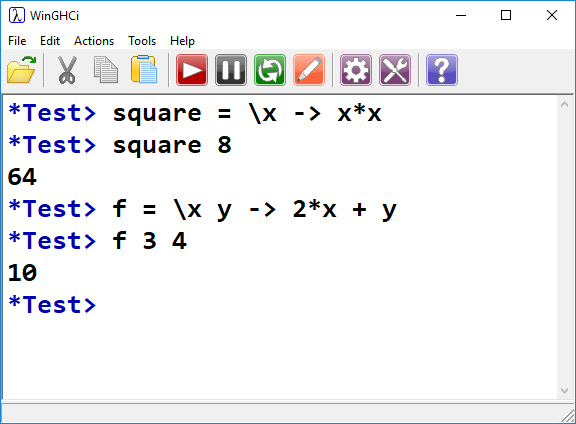 WinGHCi
File Edit Actions Tools Help
*Test> square = \x -> x*x
*Test> square 8
64
*Test> f = \x y -> 2*x + y
*Test> f 3 4
10
*Test>